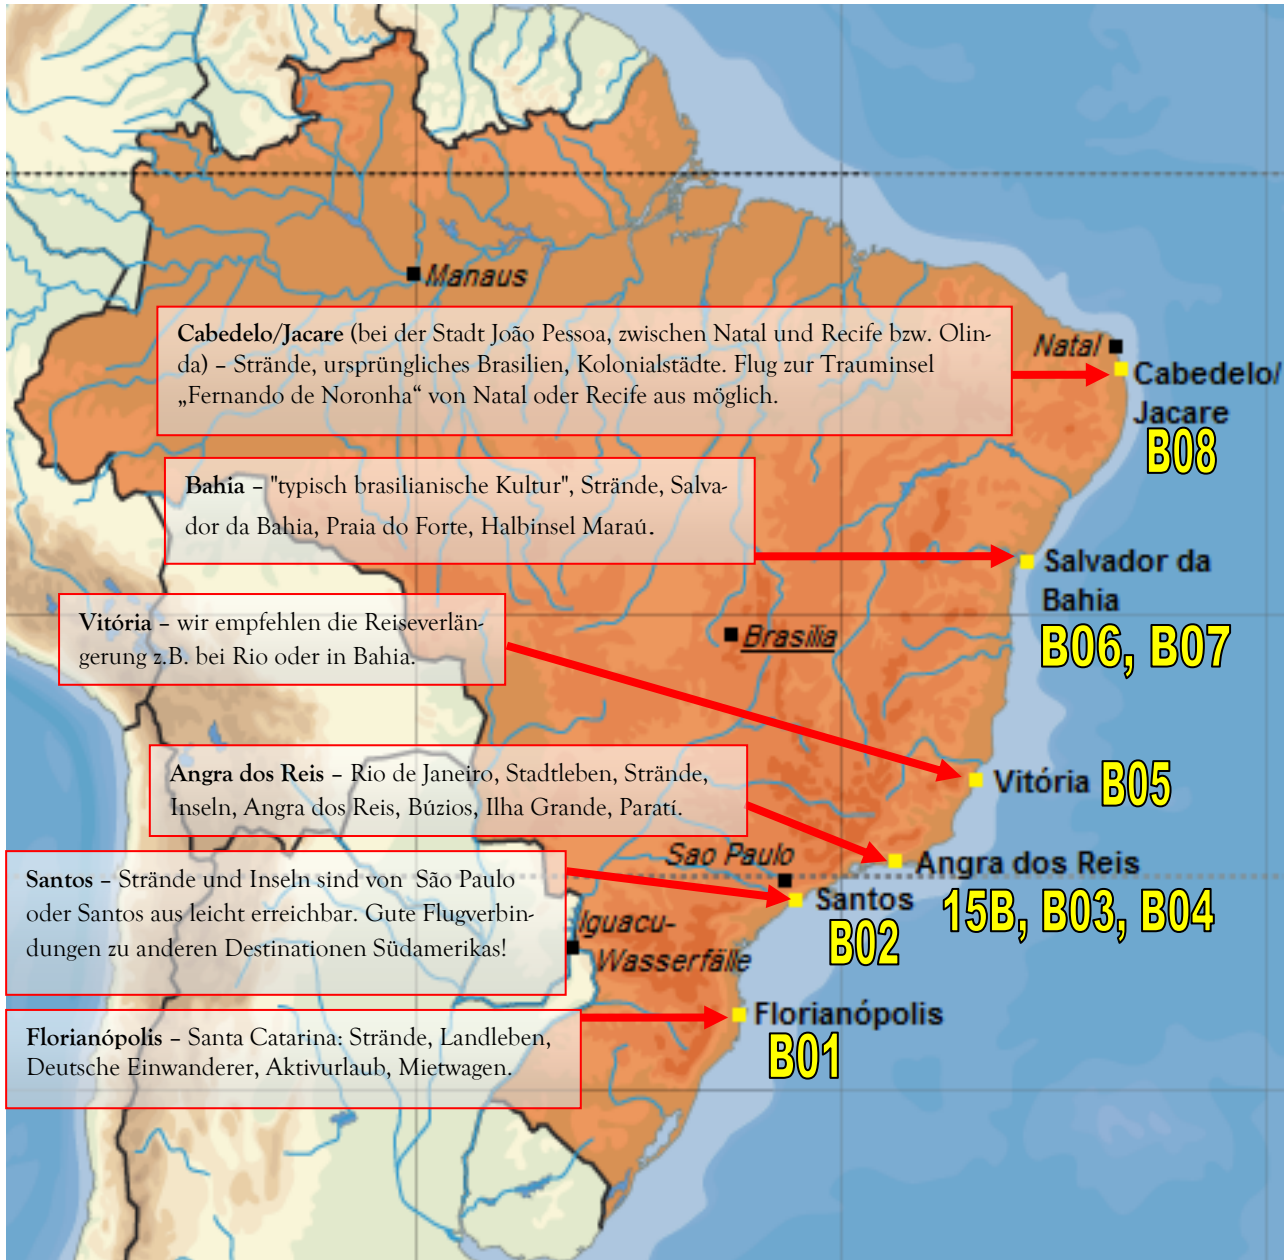 Manaus
Cabedelo/Jacare (bei der Stadt João Pessoa, zwischen Natal und Recife bzw. Olin-
da) – Strände, ursprüngliches Brasilien, Kolonialstädte. Flug zur Trauminsel
„Fernando de Noronha“ von Natal oder Recife aus möglich.
Natal
Cabedelo/
Jacare
B08
Bahia – "typisch brasilianische Kultur", Strände, Salva-
dor da Bahia, Praia do Forte, Halbinsel Maraú.
Salvador da
Bahia
B06, B07
Vitória – wir empfehlen die Reiseverlän-
gerung z.B. bei Rio oder in Bahia.
Brasilia
Vitória B05
Angra dos Reis – Rio de Janeiro, Stadtleben, Strände,
Inseln, Angra dos Reis, Búzios, Ilha Grande, Paratí.
Sao Paulo
Angra dos Reis
15B, B03, B04
Santos – Strände und Inseln sind von São Paulo
oder Santos aus leicht erreichbar. Gute Flugverbin-
dungen zu anderen Destinationen Südamerikas!
Santos
B02
Iguacu-
Wasserfälle
Florianópolis – Santa Catarina: Strände, Landleben,
Deutsche Einwanderer, Aktivurlaub, Mietwagen.
Florianópolis
B01